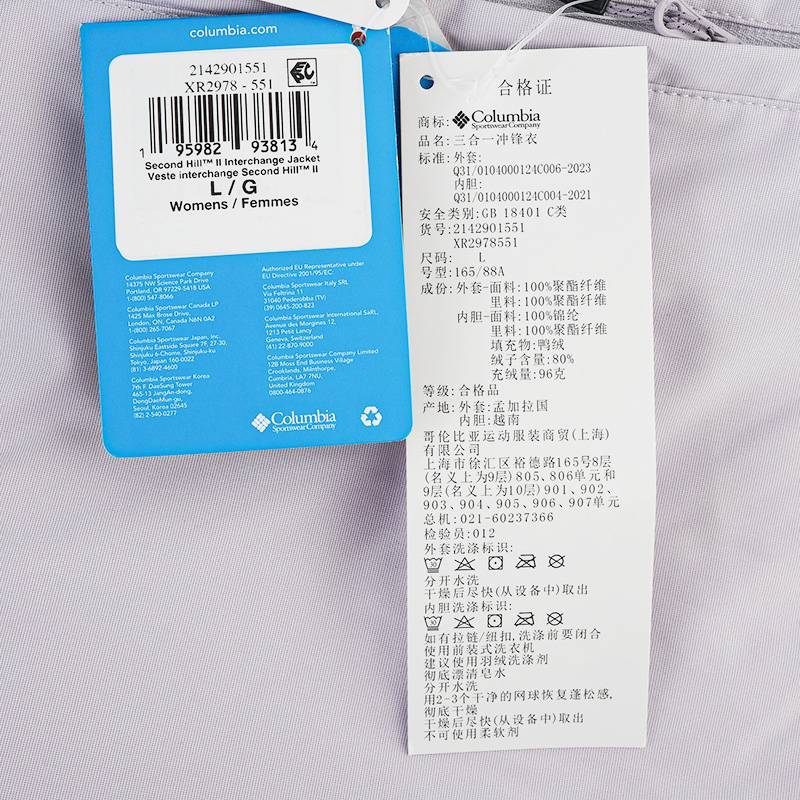 columbia.com
2142901551
XR2978 - 551
1 95982 93813 4
Second Hill™ II Interchange Jacket
Veste interchange Second Hill™ II
L / G
Womens / Femmes
Columbia Sportswear Company
14375 NW Science Park Drive
Portland, OR 97229-5418 USA
1-(800) 547-8066
Columbia Sportswear Canada LP
1425 Max Brose Drive,
London, ON, Canada N6N 0A2
1-(800) 265-7067
Columbia Sportswear Japan, Inc.
Shinjuku Eastside Square 7F, 27-30,
Shinjuku 6-Chome, Shinjuku-ku
Tokyo, Japan 160-0022
(81) 3-6892-4600
Columbia Sportswear Korea
7th F. DaeSung Tower
465-13 JangAn-dong,
DongDaeMun-gu,
Seoul, Korea 02645
(82) 2-540-0277
Authorized EU Representative under
EU Directive 2001/95/EC:
Columbia Sportswear Italy SRL
Via Feltrina 11
31040 Pederobba (TV)
(39) 0645-200-823
Columbia Sportswear International SaRL
Avenue des Morgines 12,
1213 Petit Lancy
Geneva, Switzerland
(41) 22-870-9000
Columbia Sportswear Company Limited
12B Moss End Business Village
Crooklands, Milnthorpe,
Cumbria, LA7 7NU,
United Kingdom
0800-404-0876
Columbia
Sportswear Company
合格证
商标: Columbia
Sportswear Company
品名:三合一冲锋衣
标准:外套:
Q31/0104000124C006-2023
内胆:
Q31/0104000124C004-2021
安全类别:GB 18401 C类
货号:2142901551
XR2978551
尺码: L
号型:165/88A
成份:外套-面料:100%聚酯纤维
里料:100%聚酯纤维
内胆-面料:100%锦纶
里料:100%聚酯纤维
填充物:鸭绒
绒子含量:80%
充绒量:96克
等级:合格品
产地:外套:孟加拉国
内胆:越南
哥伦比亚运动服装商贸(上海)
有限公司
上海市徐汇区裕德路165号8层
(名义上为9层)805、806单元和
9层(名义上为10层)901、902、
903、904、905、906、907单元
总机:021-60237366
检验员:012
外套洗涤标识:
分开水洗
干燥后尽快(从设备中)取出
内胆洗涤标识:
如有拉链/纽扣,洗涤前要闭合
使用前装式洗衣机
建议使用羽绒洗涤剂
彻底漂清皂水
分开水洗
用2-3个干净的网球恢复蓬松感,
彻底干燥
干燥后尽快(从设备中)取出
不可使用柔软剂